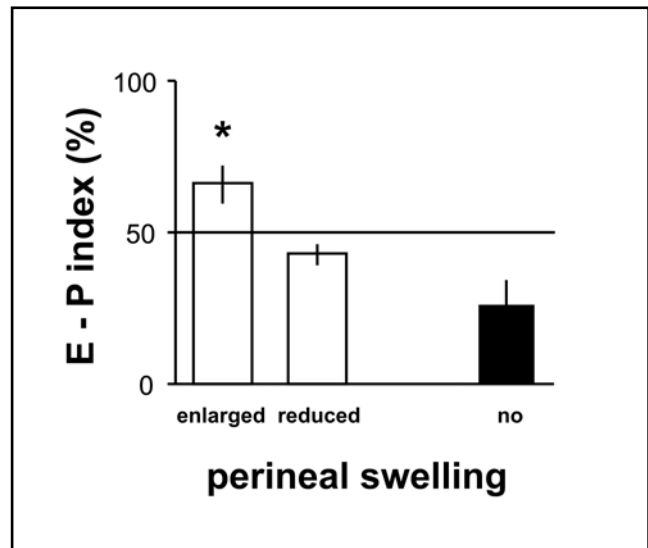 E - P index (%)
100
50
0
*
enlarged reduced no
perineal swelling